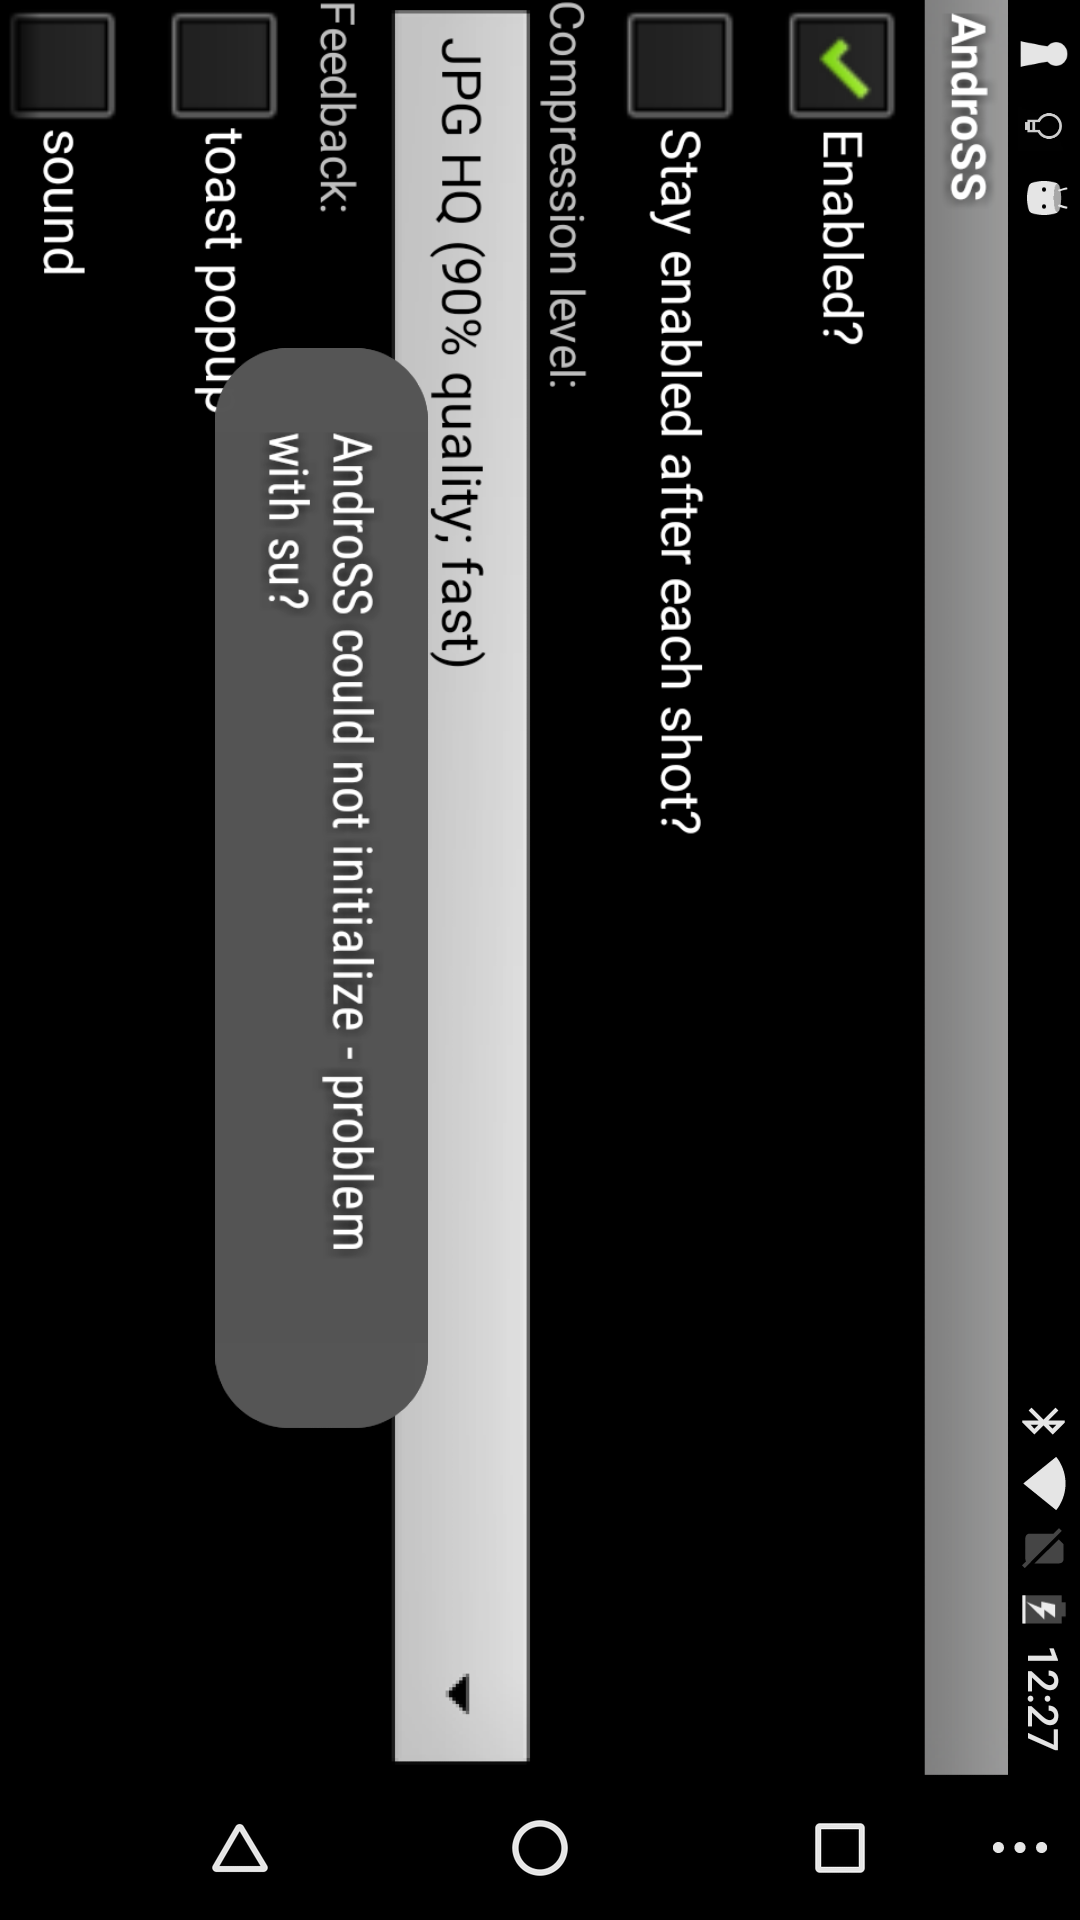 12:27
AndroSS
Enabled?
Stay enabled after each shot?
Compression level:
JPG HQ (90% quality; fast)
Feedback:
toast popup
sound
AndroSS could not initialize - problem
with su?